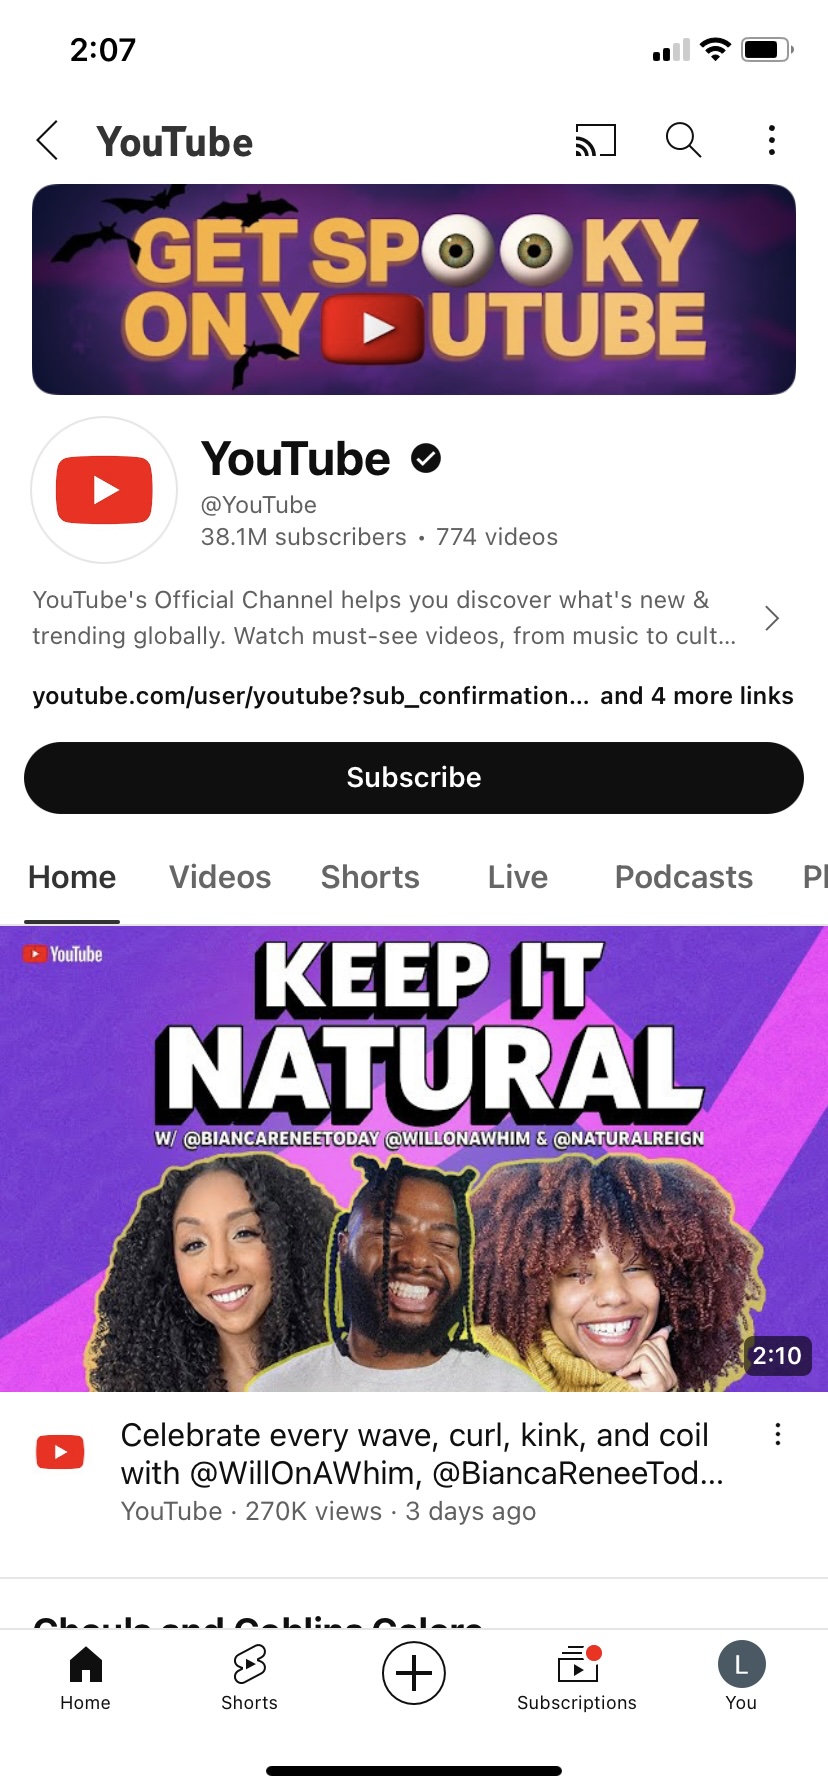 2:07
YouTube
GET SPOOKY
ON YOUTUBE
YouTube
@YouTube
38.1M subscribers • 774 videos
YouTube's Official Channel helps you discover what's new &
trending globally. Watch must-see videos, from music to cult...
youtube.com/user/youtube?sub_confirmation... and 4 more links
Subscribe
Home Videos Shorts Live Podcasts Pl
YouTube
KEEP IT
NATURAL
W/ @BIANCARENEETODAY @WILLONAWHIM & @NATURALREIGN
2:10
Celebrate every wave, curl, kink, and coil
with @WillOnAWhim, @BiancaReneeTod...
YouTube · 270K views · 3 days ago
Ghouls and Goblins Galore
Home Shorts Subscriptions L You